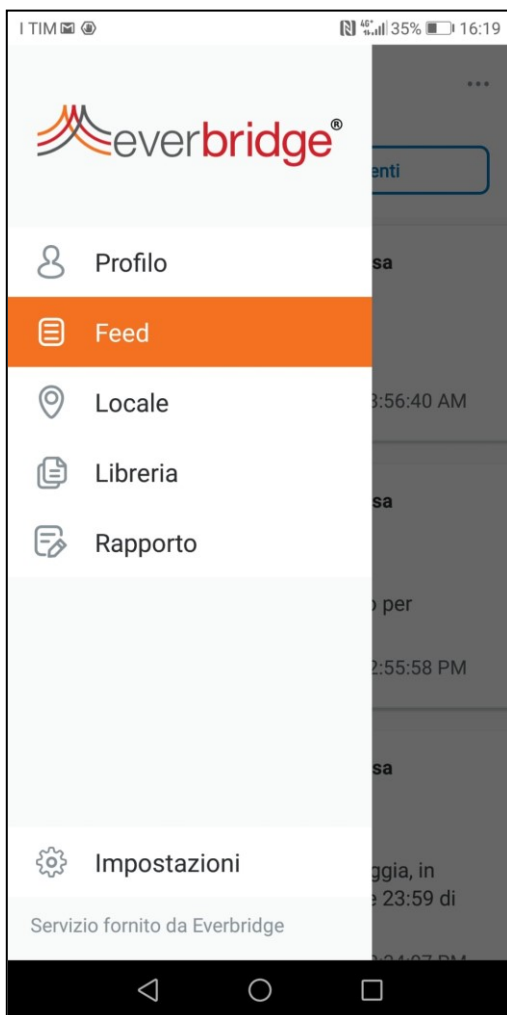 I TIM 35% 16:19
everbridge®
enti
Profilo
sa
Feed
Locale
3:56:40 AM
Libreria
sa
Rapporto
o per
2:55:58 PM
sa
Impostazioni
ggia, in
e 23:59 di
Servizio fornito da Everbridge